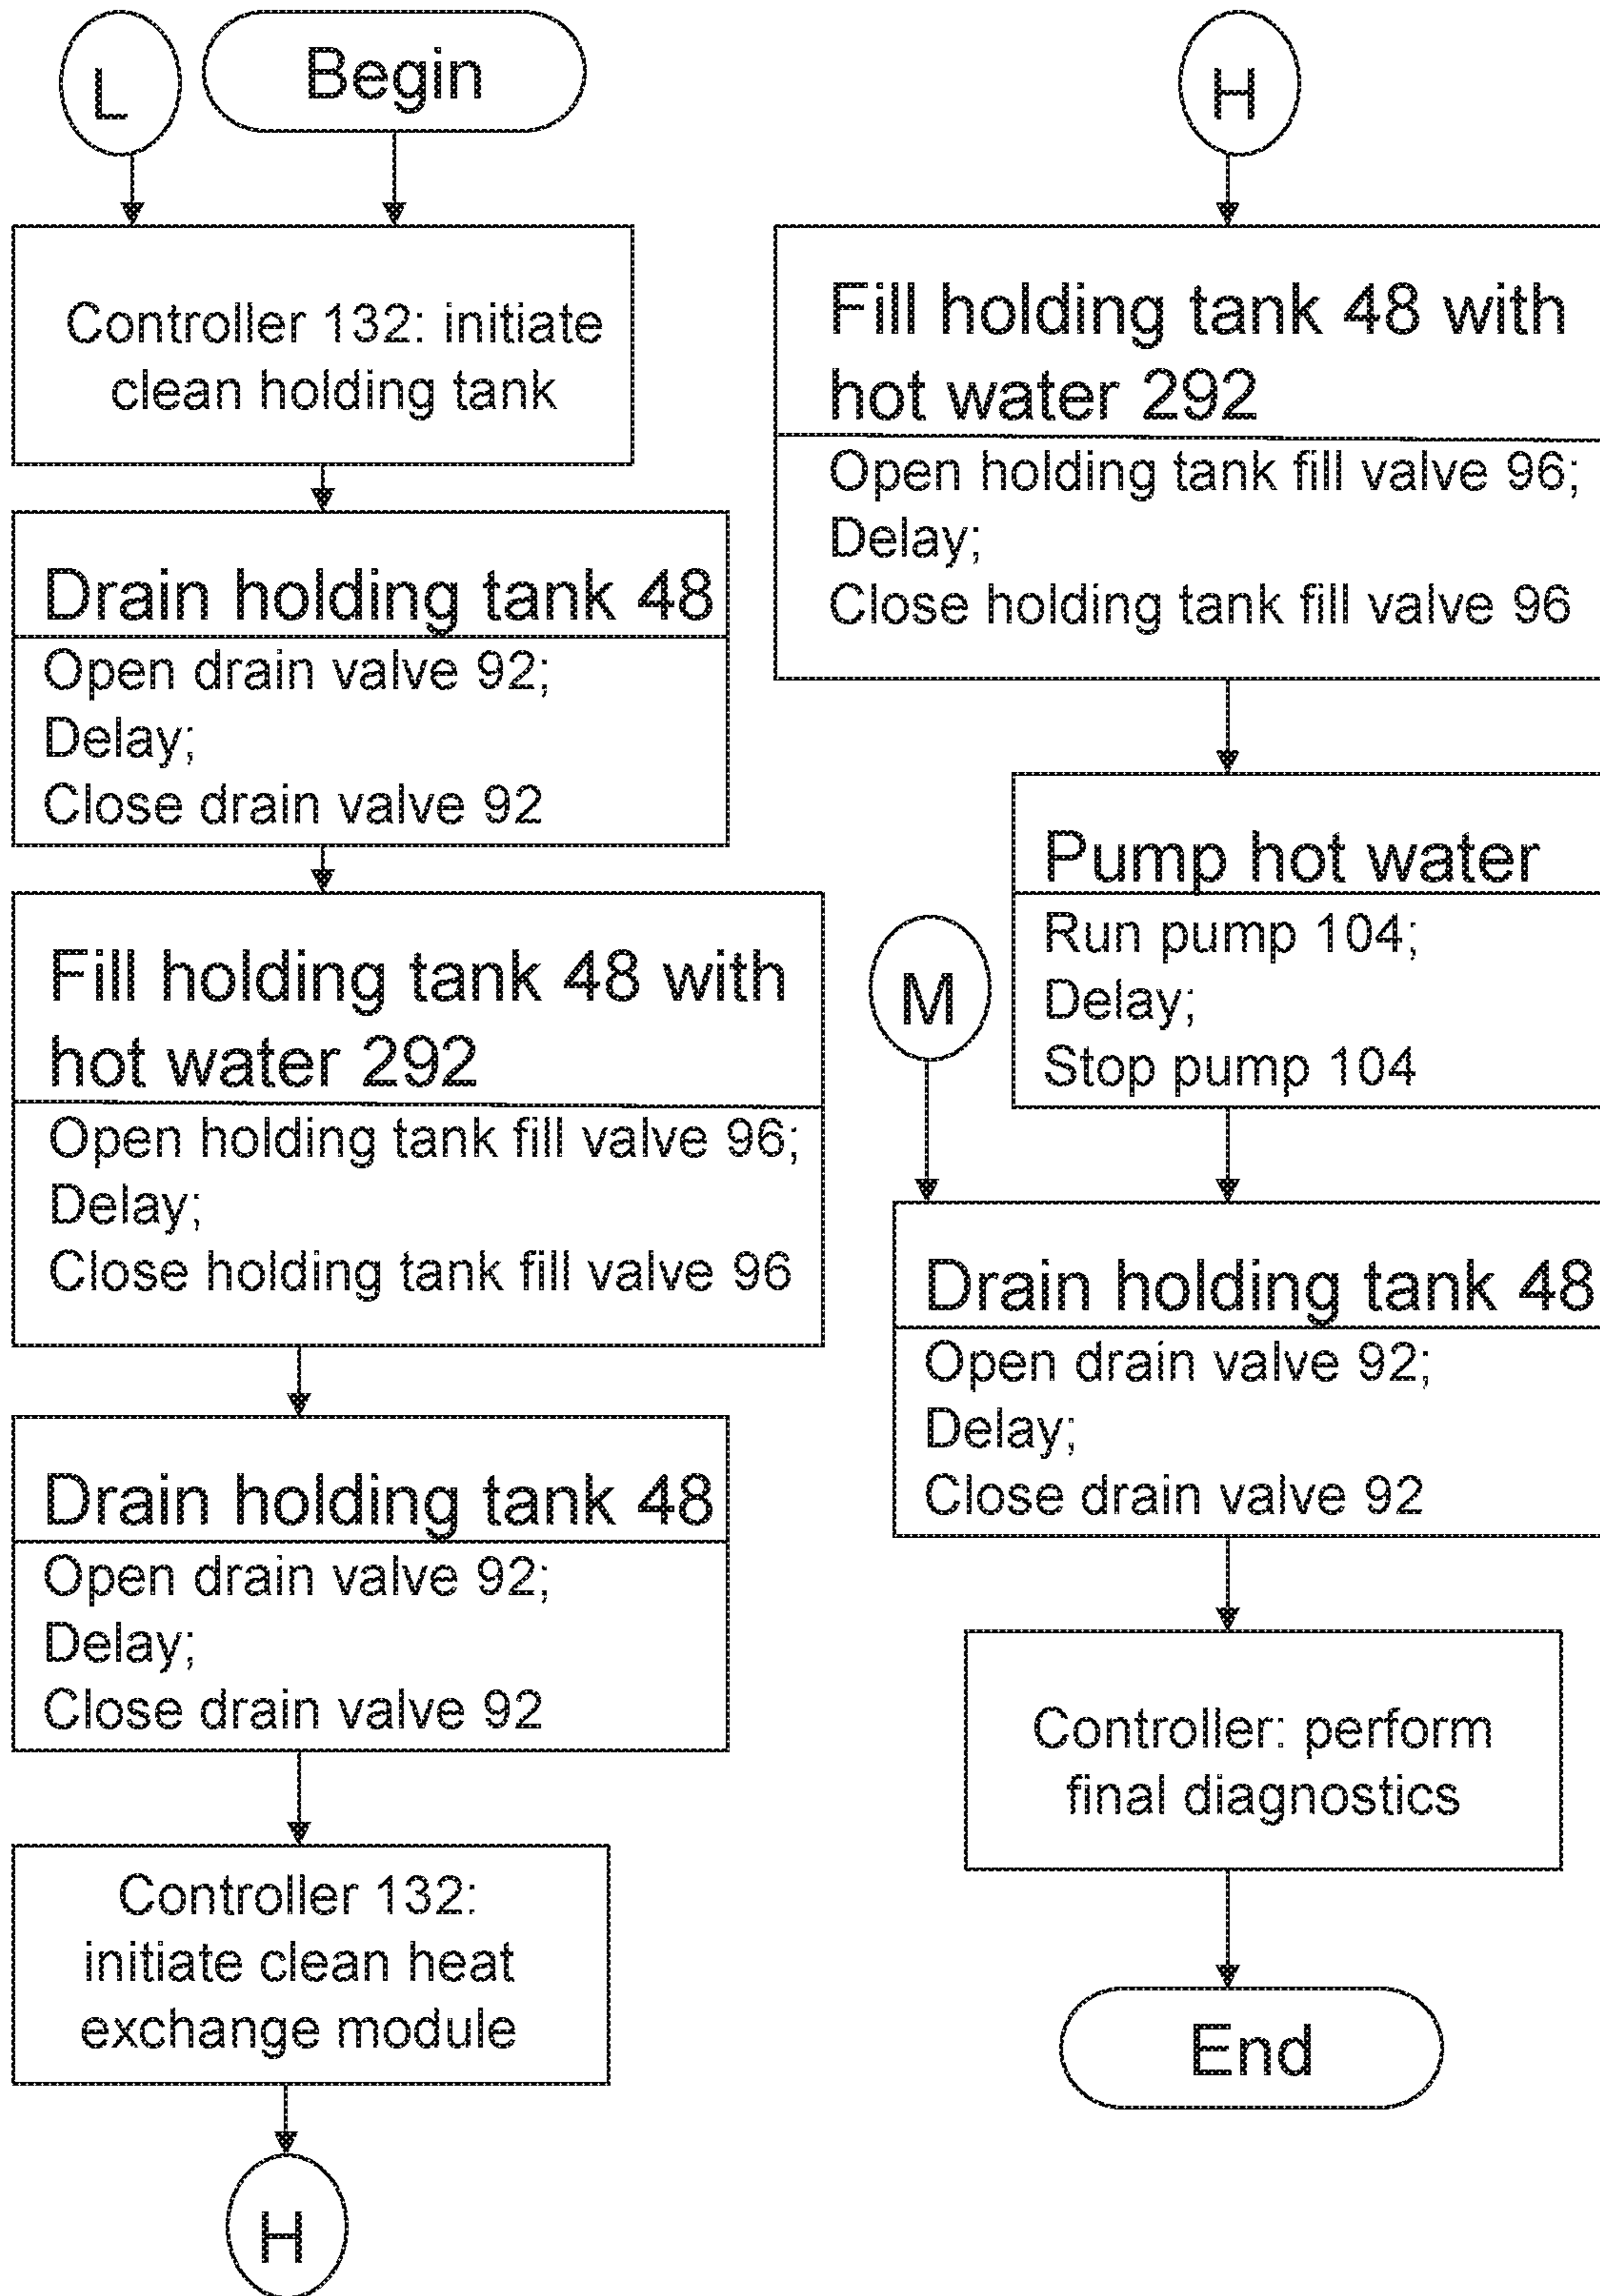 L
Begin
Controller 132: initiate
clean holding tank
Drain holding tank 48
Open drain valve 92;
Delay;
Close drain valve 92
Fill holding tank 48 with
hot water 292
Open holding tank fill valve 96;
Delay;
Close holding tank fill valve 96
Drain holding tank 48
Open drain valve 92;
Delay;
Close drain valve 92
Controller 132:
initiate clean heat
exchange module
H
H
Fill holding tank 48 with
hot water 292
Open holding tank fill valve 96;
Delay;
Close holding tank fill valve 96
Pump hot water
Run pump 104;
Delay;
Stop pump 104
M
Drain holding tank 48
Open drain valve 92;
Delay;
Close drain valve 92
Controller: perform
final diagnostics
End